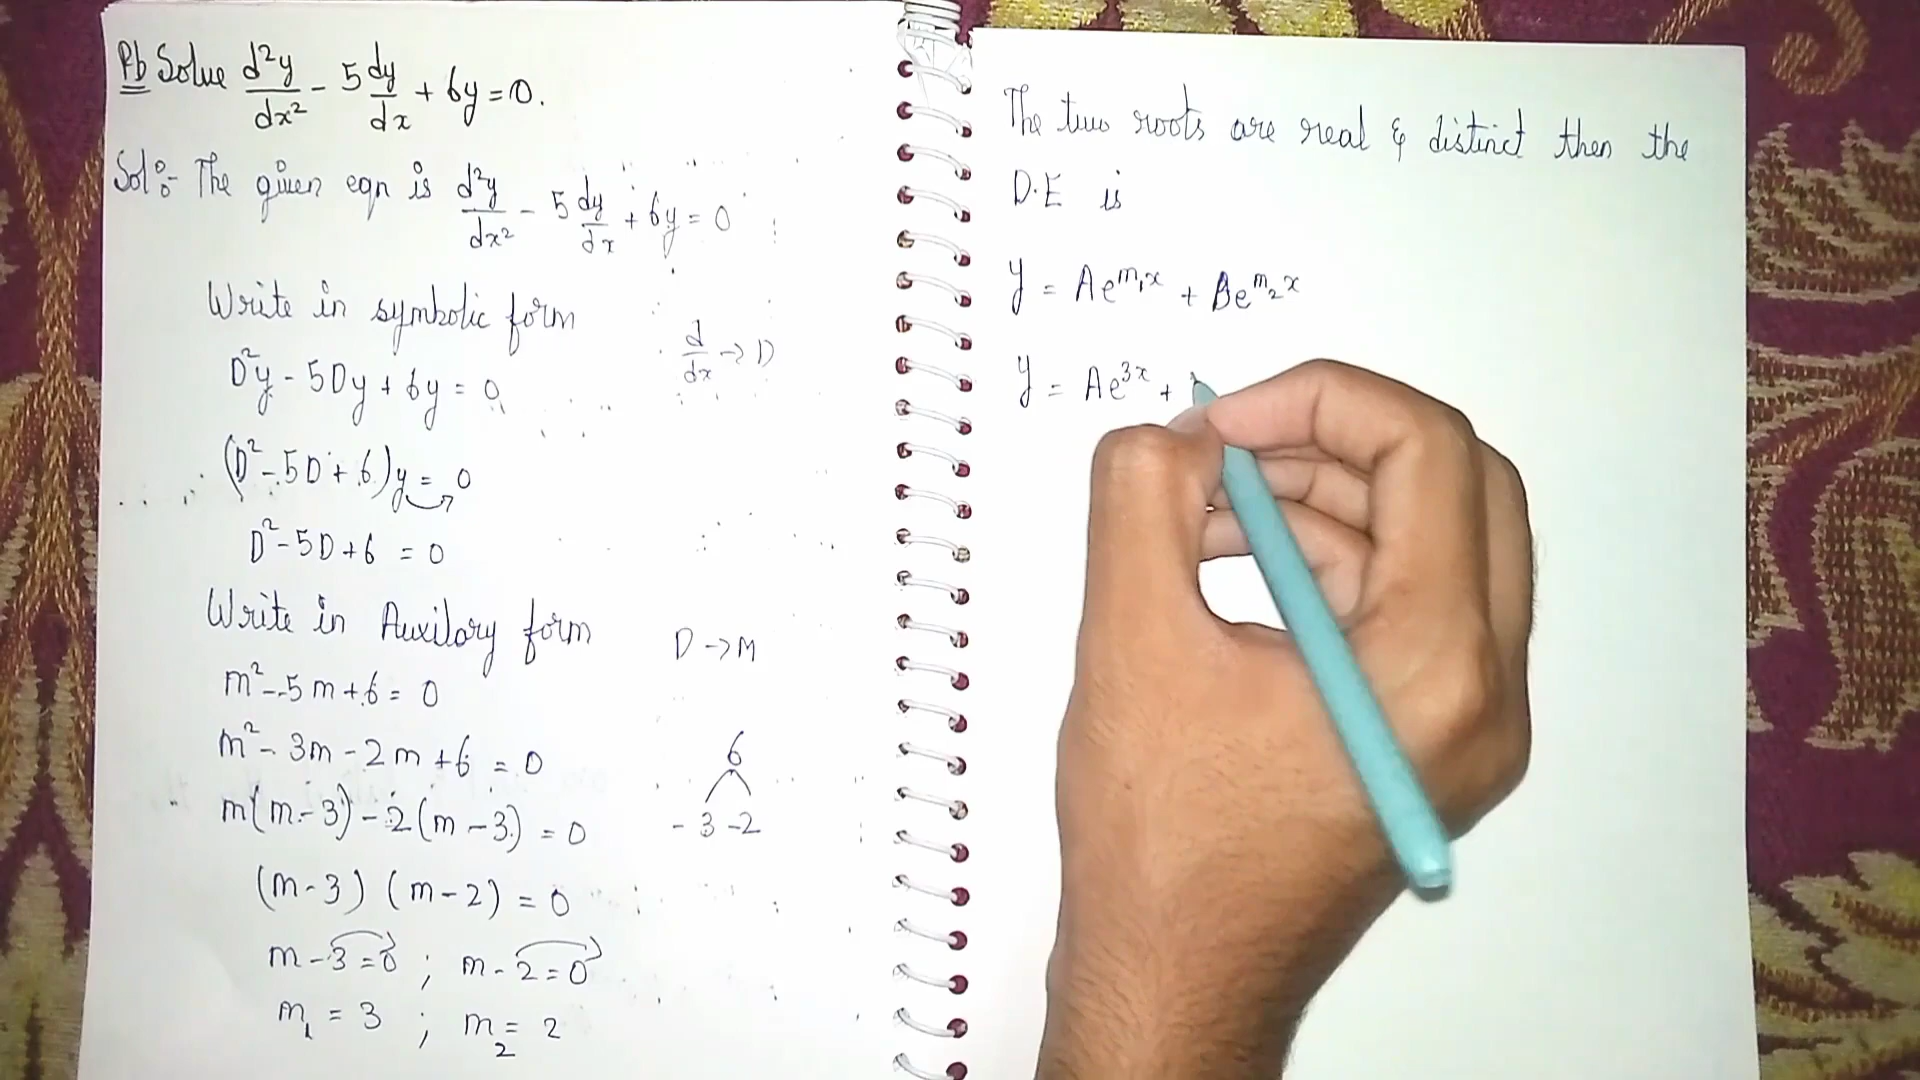 Pb Solve d²y/dx² - 5 dy/dx + 6y = 0.
Sol:- The given eqn is d²y/dx² - 5 dy/dx + 6y = 0
Write in symbolic form
d/dx → D
D²y - 5Dy + 6y = 0
(D² - 5D + 6)y = 0
D² - 5D + 6 = 0
Write in Auxilary form
D → M
m² - 5m + 6 = 0
m² - 3m - 2m + 6 = 0
6
m(m - 3) - 2(m - 3) = 0
- 3 - 2
(m - 3) (m - 2) = 0
m - 3 = 0 ; m - 2 = 0
m₁ = 3 ; m₂ = 2
The two roots are real & distinct then the
D.E is
y = Ae^m₁x + Be^m₂x
y = Ae^3x +